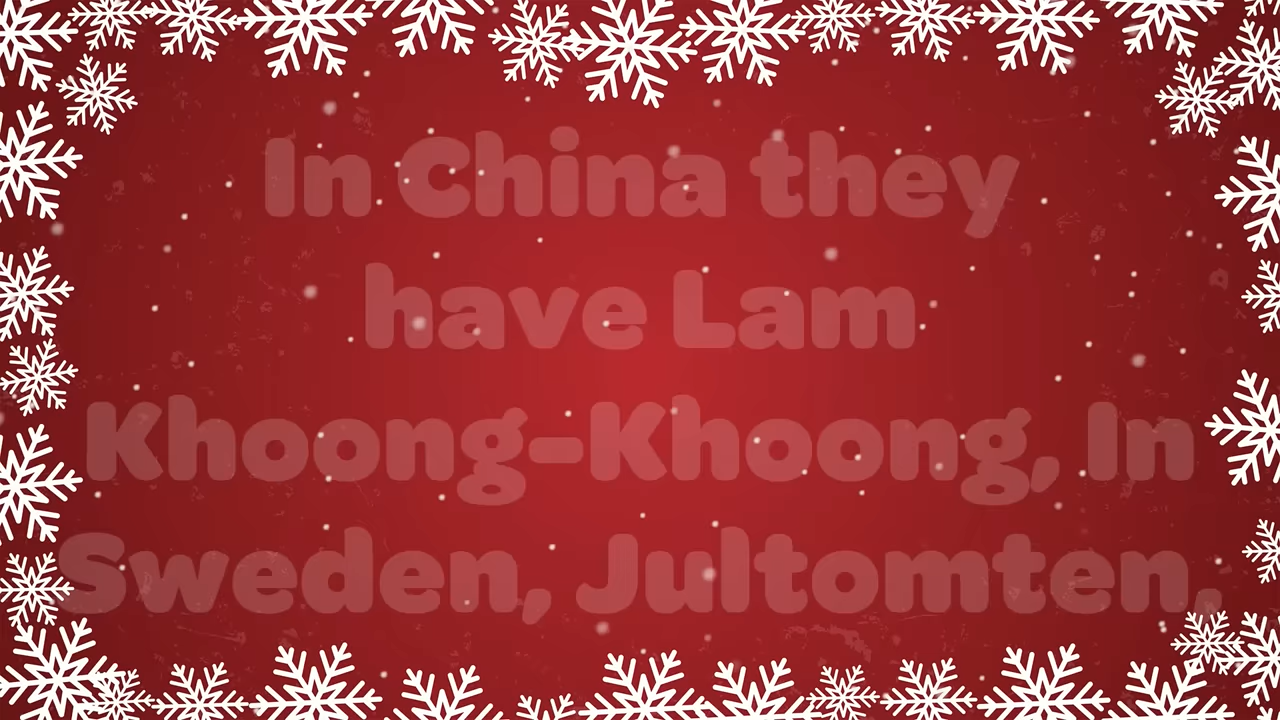 In China they
have Lam
Khoong-Khoong, In
Sweden, Jultomten.